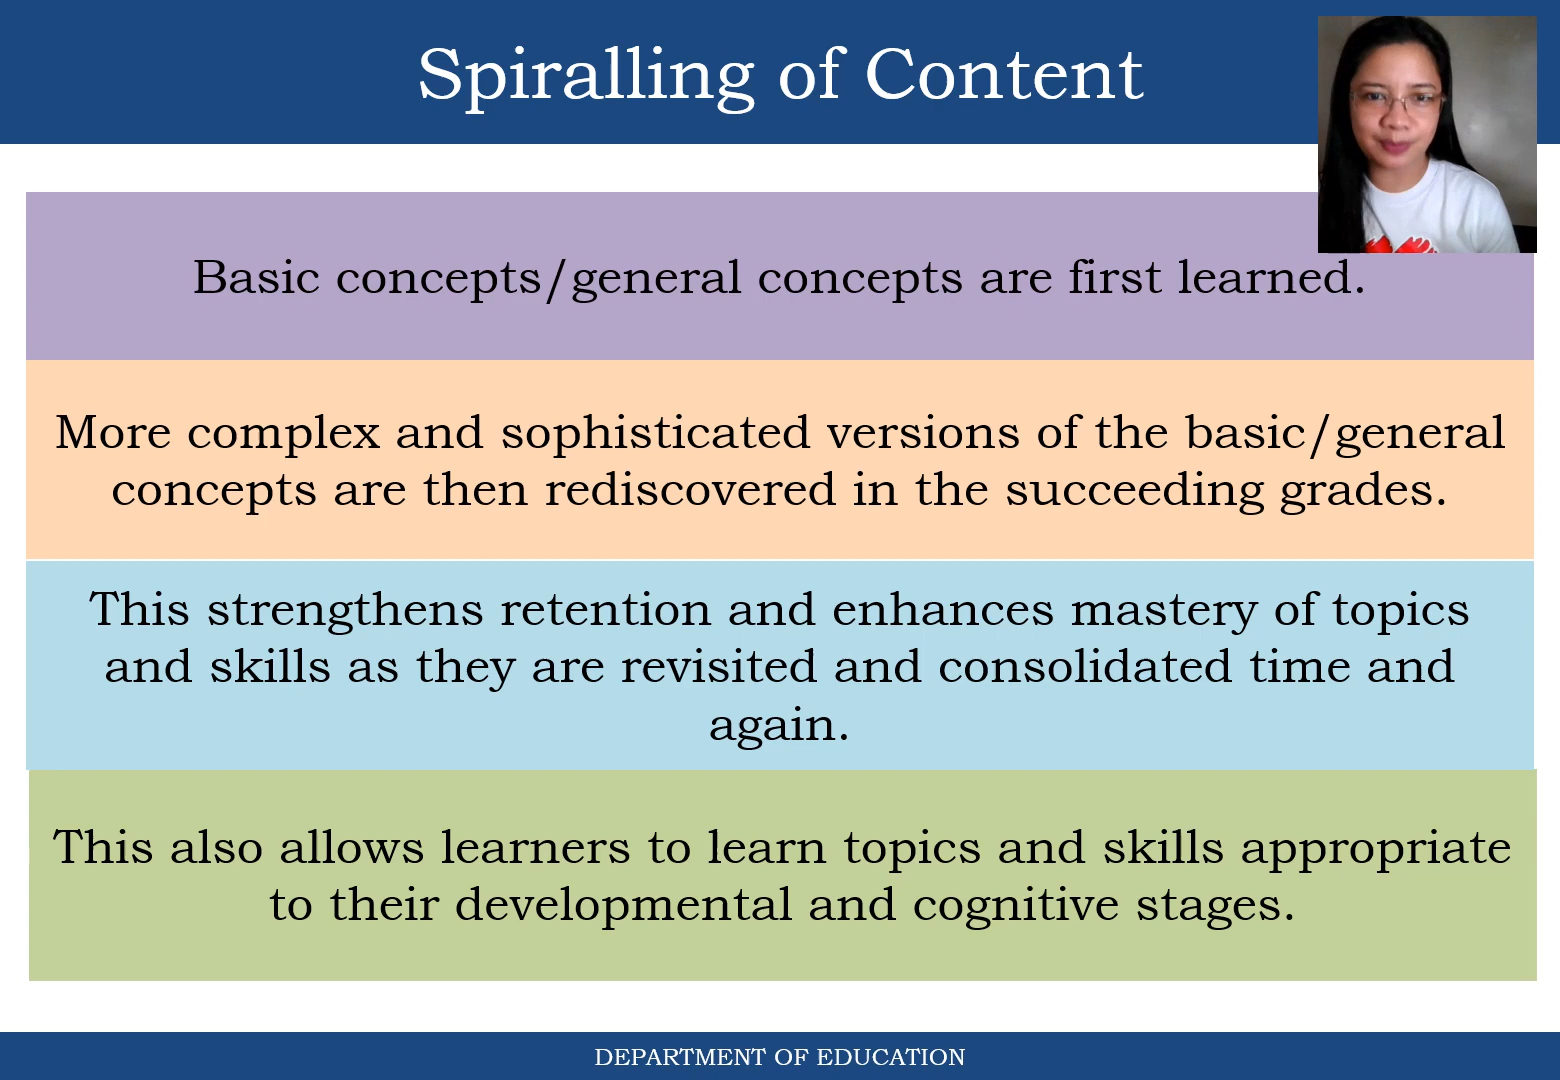 Spiralling of Content
Basic concepts/general concepts are first learned.
More complex and sophisticated versions of the basic/general
concepts are then rediscovered in the succeeding grades.
This strengthens retention and enhances mastery of topics
and skills as they are revisited and consolidated time and
again.
This also allows learners to learn topics and skills appropriate
to their developmental and cognitive stages.
DEPARTMENT OF EDUCATION